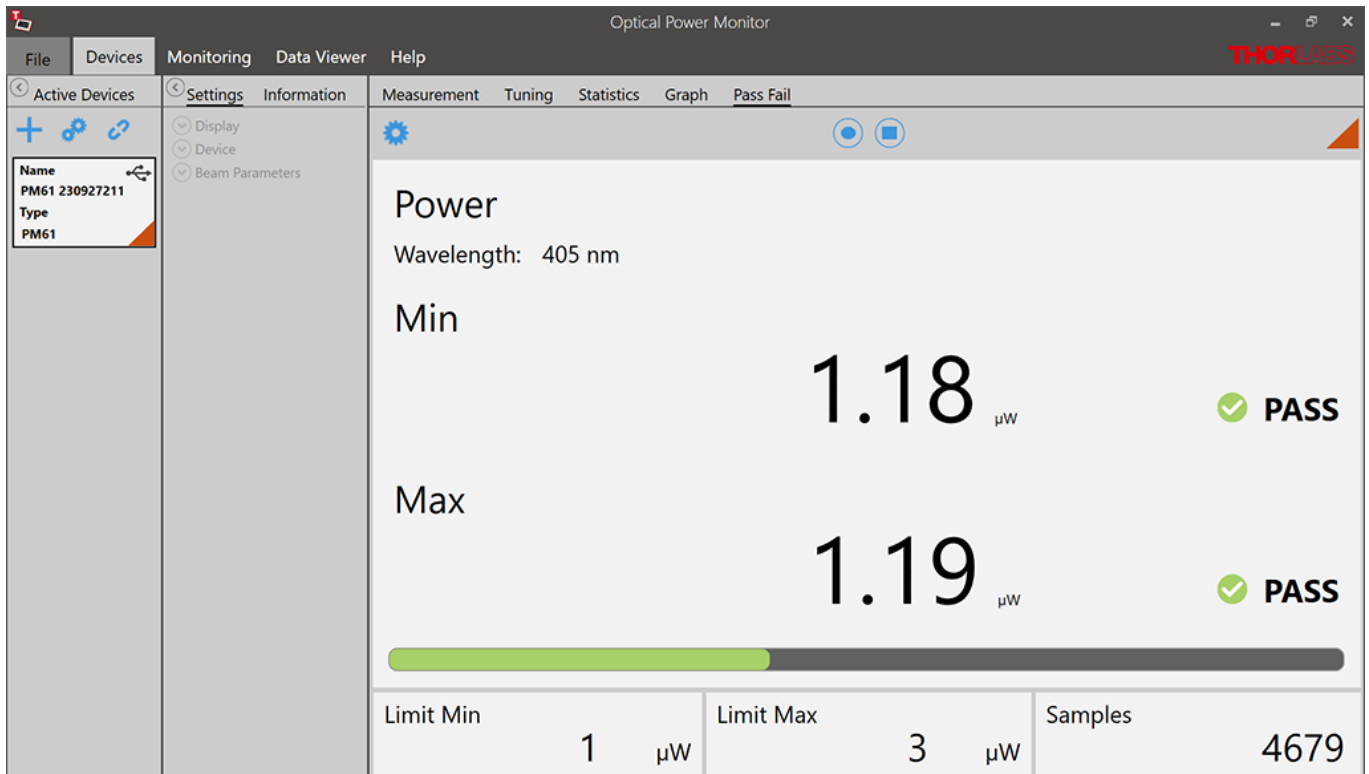 Optical Power Monitor
File Devices Monitoring Data Viewer Help
THORLABS
Active Devices
Settings Information
Measurement Tuning Statistics Graph Pass Fail
Display
Device
Beam Parameters
Name
PM61 230927211
Type
PM61
Power
Wavelength: 405 nm
Min
1.18 µW
PASS
Max
1.19 µW
PASS
Limit Min
1 µW
Limit Max
3 µW
Samples
4679